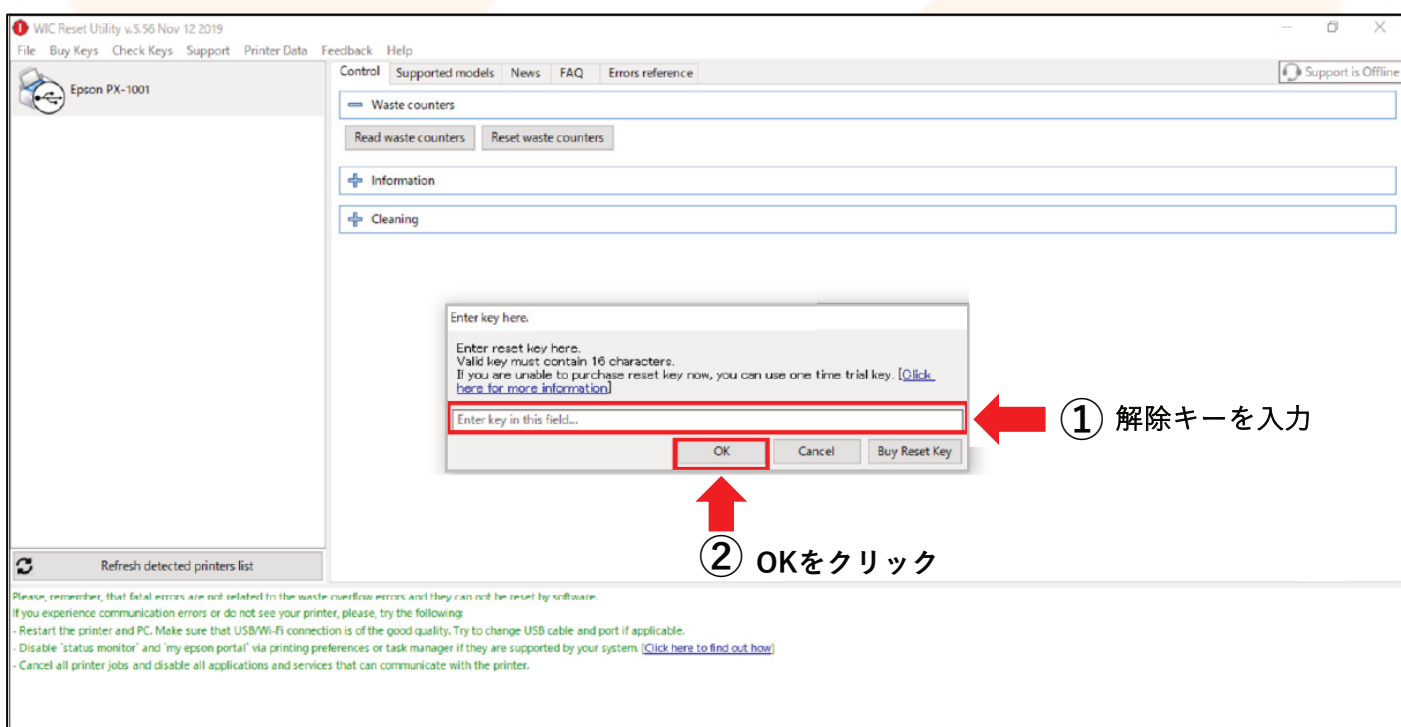 WIC Reset Utility v.5.56 Nov 12 2019
File Buy Keys Check Keys Support Printer Data Feedback Help
Epson PX-1001
Control Supported models News FAQ Errors reference
Support is Offline
Waste counters
Read waste counters Reset waste counters
Information
Cleaning
Enter key here.
Enter reset key here.
Valid key must contain 16 characters.
If you are unable to purchase reset key now, you can use one time trial key. [Click
here for more information]
Enter key in this field...
① 解除キーを入力
OK Cancel Buy Reset Key
② OKをクリック
Refresh detected printers list
Please, remember, that fatal errors are not related to the waste overflow errors and they can not be reset by software.
If you experience communication errors or do not see your printer, please, try the following:
- Restart the printer and PC. Make sure that USB/Wi-Fi connection is of the good quality. Try to change USB cable and port if applicable.
- Disable `status monitor` and `my epson portal` via printing preferences or task manager if they are supported by your system. [Click here to find out how]
- Cancel all printer jobs and disable all applications and services that can communicate with the printer.